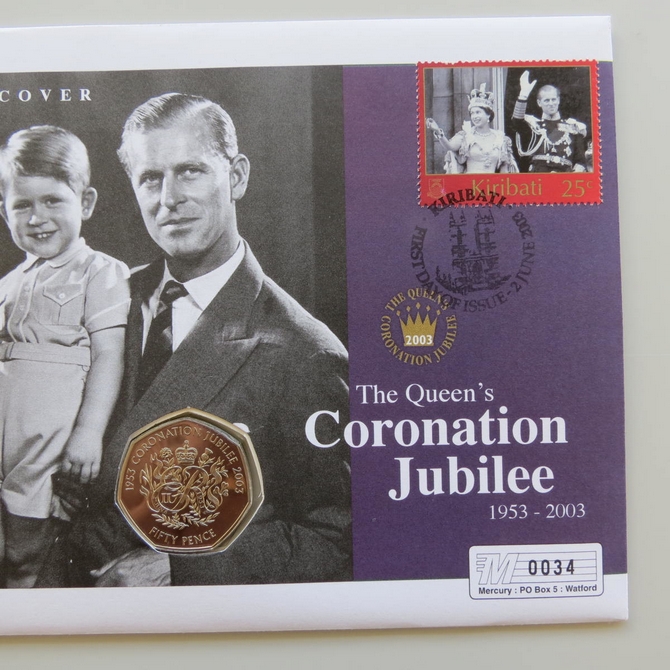 COVER
Kiribati 25c
KIRIBATI
FIRST DAY OF ISSUE - 2 JUNE 2003
THE QUEEN'S
2003
CORONATION JUBILEE
The Queen's
Coronation
Jubilee
1953 - 2003
1953 CORONATION JUBILEE 2003
FIFTY PENCE
M 0034
Mercury : PO Box 5 : Watford